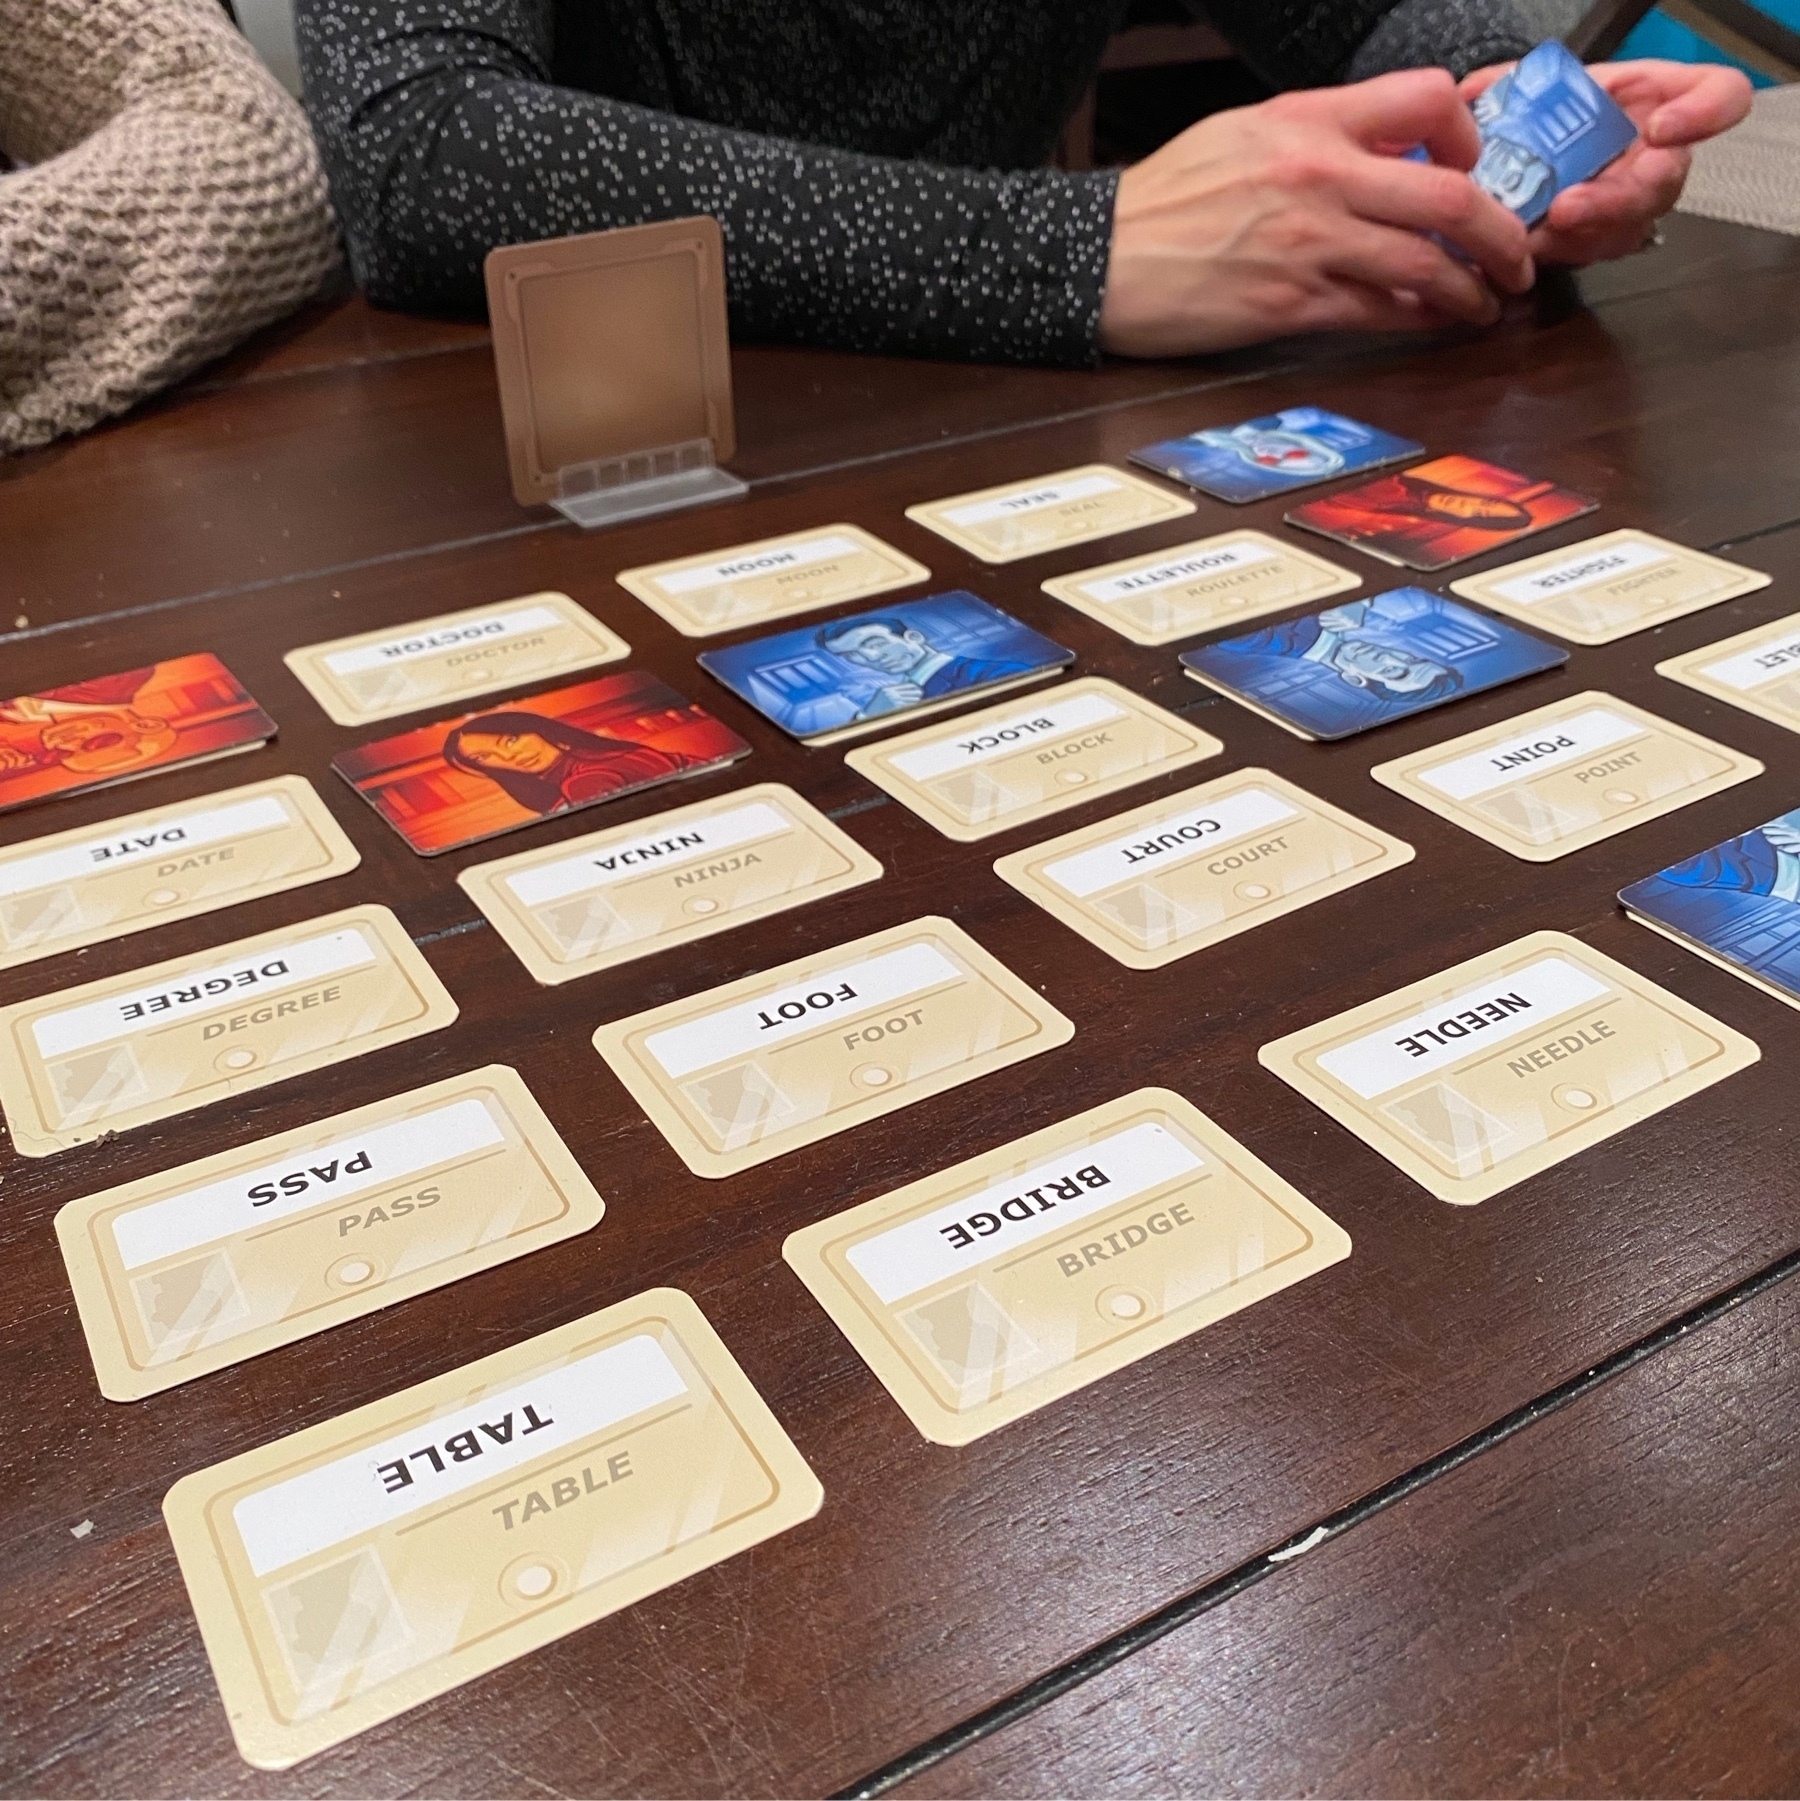 SEAL
SEAL
MOON
MOON
ROULETTE
ROULETTE
FIGHTER
FIGHTER
DOCTOR
DOCTOR
BLET
BLOCK
BLOCK
POINT
POINT
DATE
DATE
NINJA
NINJA
COURT
COURT
DEGREE
DEGREE
FOOT
FOOT
NEEDLE
NEEDLE
PASS
PASS
BRIDGE
BRIDGE
TABLE
TABLE